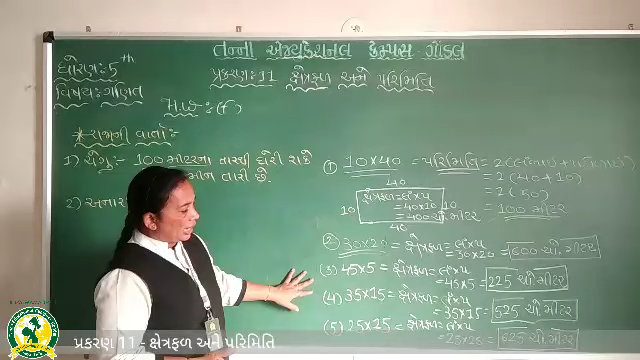 તન્ના એજ્યુકેશનલ કેમ્પસ ગોંડલ
ધોરણ:- 5th
પ્રકરણ:11 ક્ષેત્રફળ અને પરિમિતિ
વિષય:-ગણિત
H.W :-
* રામની વાતો :-
1) ચંગુ:- 100 મીટરના તારથી ઘેરી શકે
માન તારી છે.
2) અનાર
① 10×40 = પરિમિતિ = 2(લંબાઈ + પહોળાઈ)
= 2(40+10)
= 2(50)
= 100 મીટર
40
ક્ષેત્રફળ = લં×પ
= 40×10
= 400 ચો.મીટર
10
10
40
② 30×20 = ક્ષેત્રફળ = લં×પ
= 30×20 = 600 ચો. મીટર
(3) 45×5 = ક્ષેત્રફળ = લં×પ
= 45×5 = 225 ચો મીટર
(4) 35×15 = ક્ષેત્રફળ = લં×પ
= 35×15 = 525 ચો મીટર
(5) 25×25 = ક્ષેત્રફળ = લં×પ
= 25×25 = 625 ચો. મીટર
પ્રકરણ 11 - ક્ષેત્રફળ અને પરિમિતિ